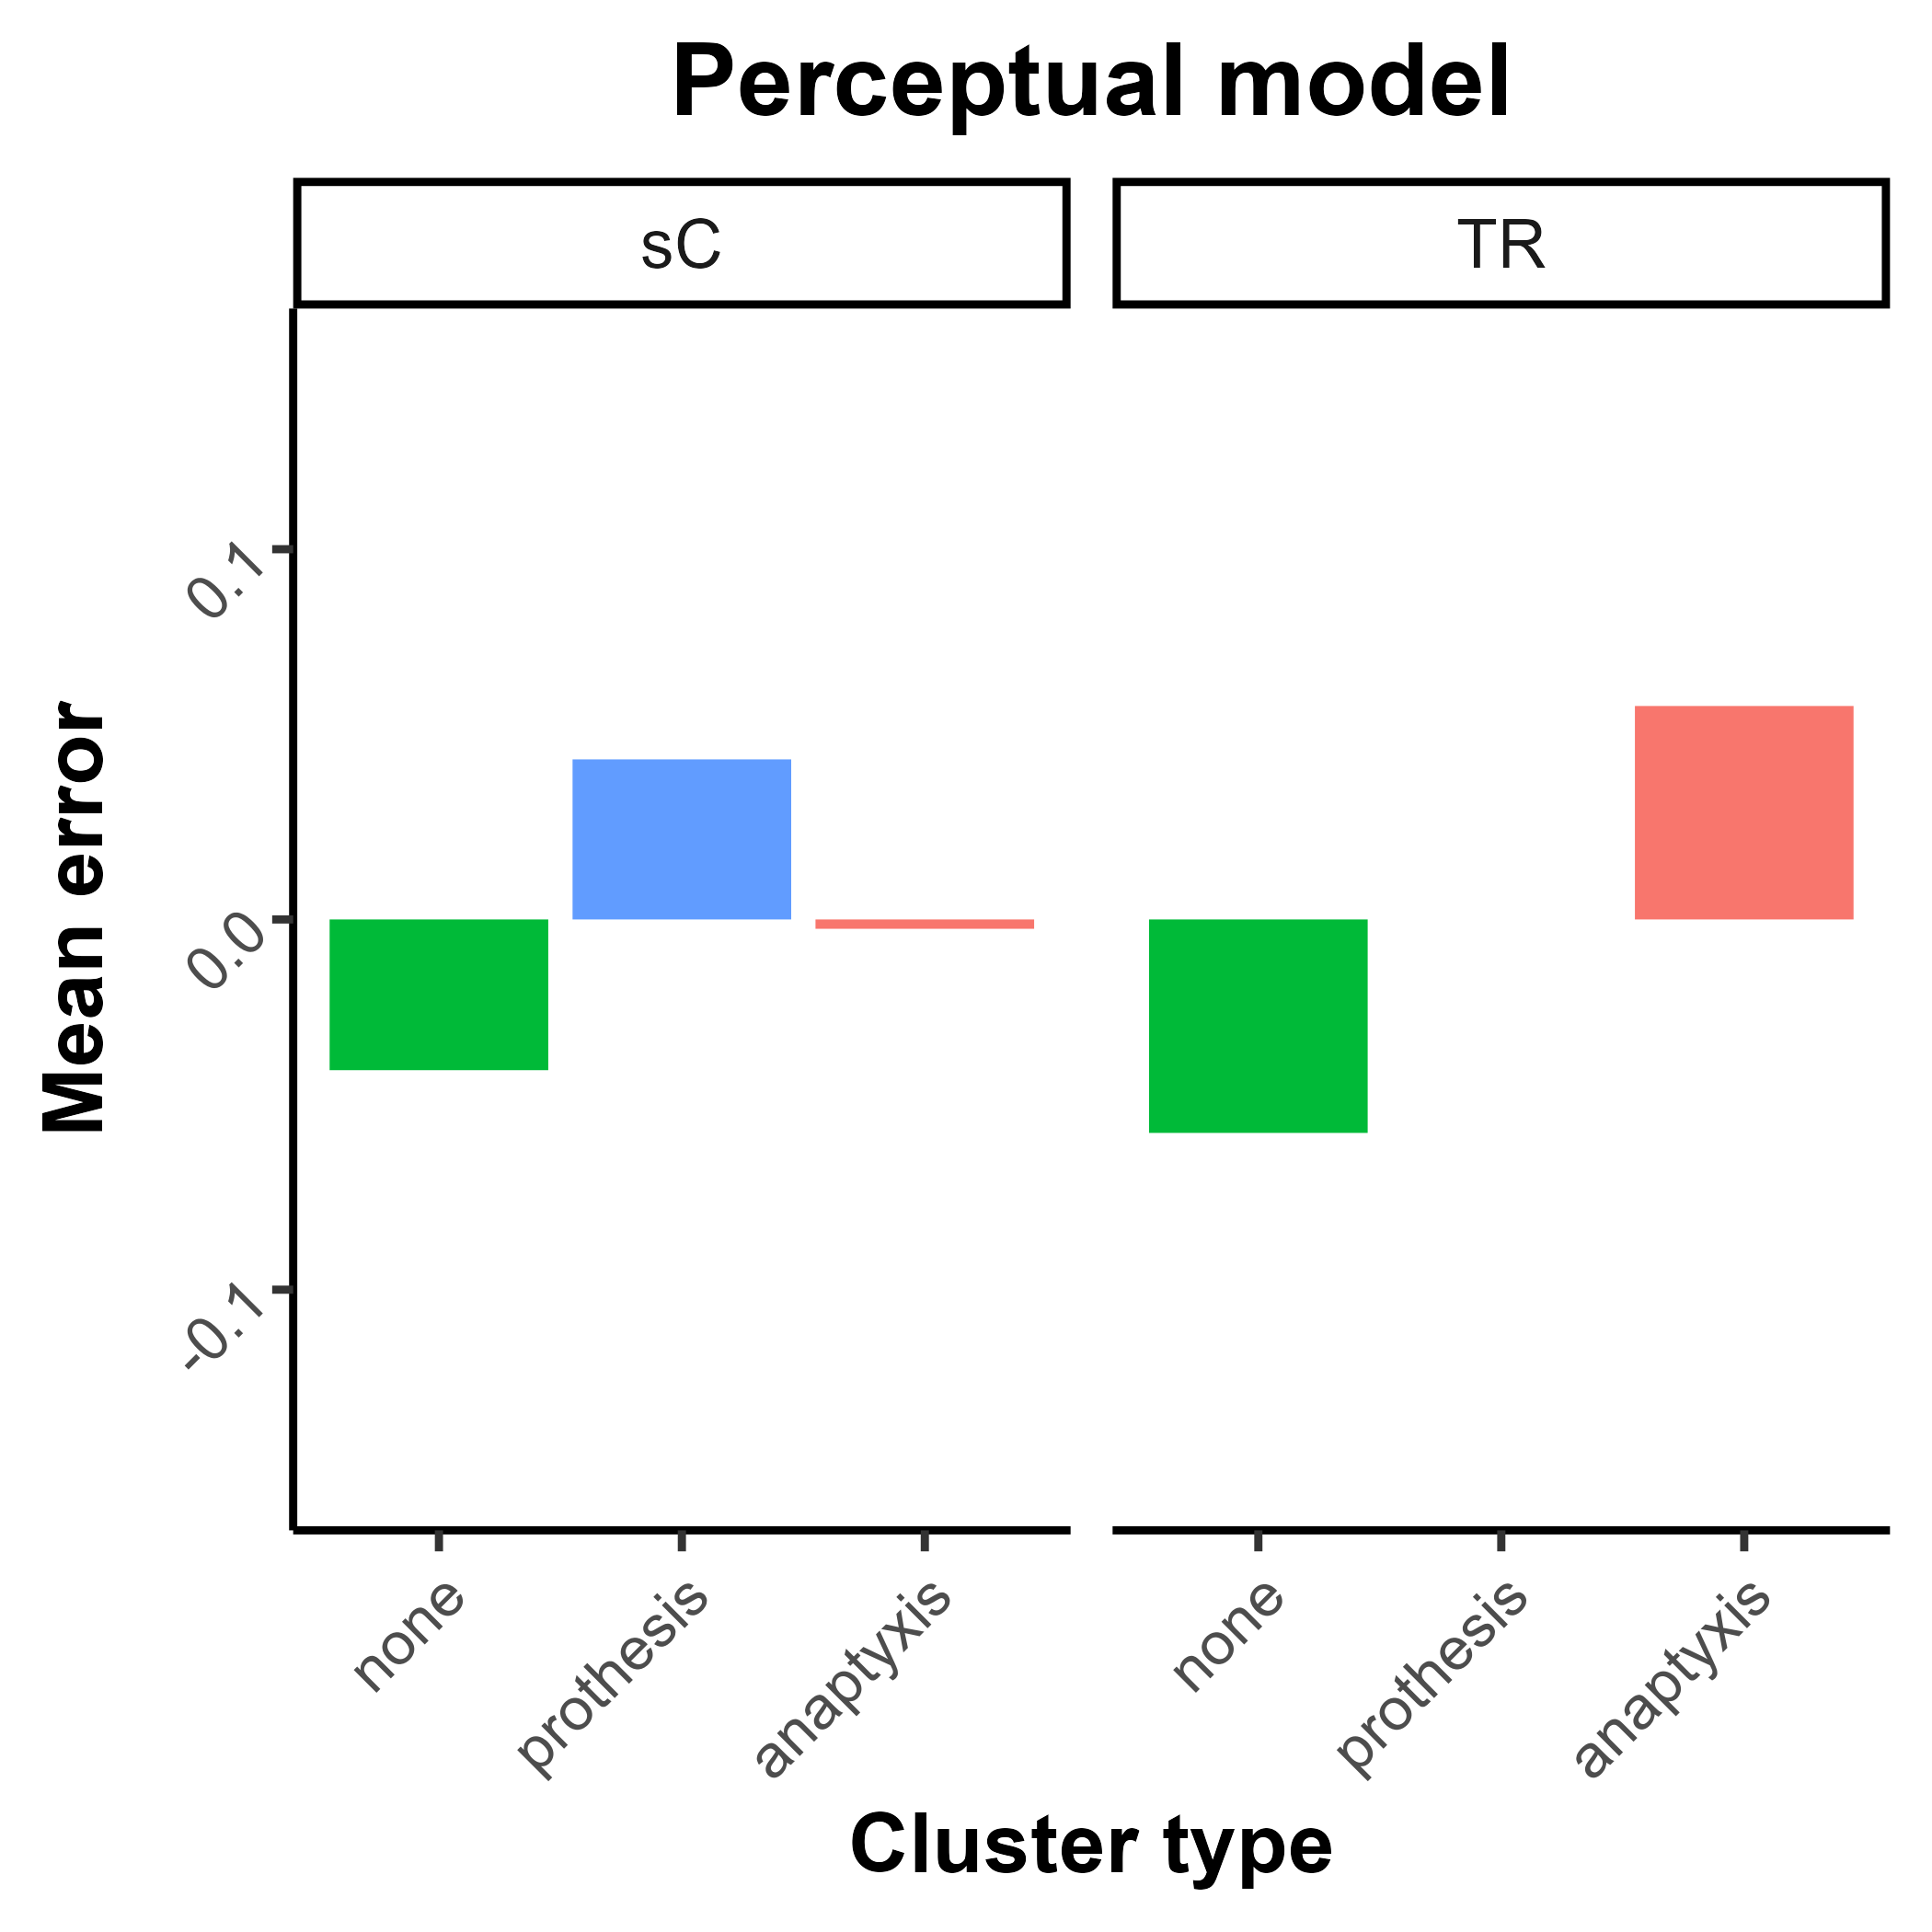 Perceptual model
sC
TR
Mean error
0.1
0.0
-0.1
none
prothesis
anaptyxis
none
prothesis
anaptyxis
Cluster type